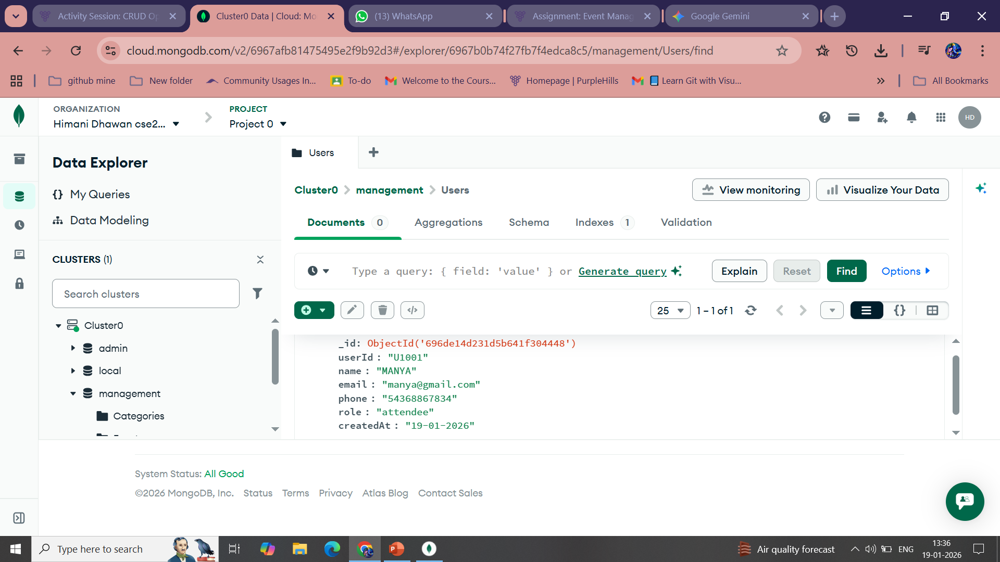 Activity Session: CRUD Op
Cluster0 Data | Cloud: Mo
(13) WhatsApp
Assignment: Event Manag
Google Gemini
cloud.mongodb.com/v2/6967afb81475495e2f9b92d3#/explorer/6967b0b74f27fb7f4edca8c5/management/Users/find
github mine
New folder
Community Usages In...
To-do
Welcome to the Cours...
Homepage | PurpleHills
Learn Git with Visu...
All Bookmarks
ORGANIZATION
Himani Dhawan cse2...
PROJECT
Project 0
HD
Data Explorer
My Queries
Data Modeling
CLUSTERS (1)
Search clusters
Cluster0
admin
local
management
Categories
Users
Cluster0 > management > Users
View monitoring
Visualize Your Data
Documents 0
Aggregations
Schema
Indexes 1
Validation
Type a query: { field: 'value' } or Generate query
Explain
Reset
Find
Options
25
1 – 1 of 1
_id: ObjectId('696de14d231d5b641f304448')
userId : "U1001"
name : "MANYA"
email : "manya@gmail.com"
phone : "54368867834"
role : "attendee"
createdAt : "19-01-2026"
System Status: All Good
©2026 MongoDB, Inc. Status Terms Privacy Atlas Blog Contact Sales
Type here to search
Air quality forecast
ENG
13:36
19-01-2026